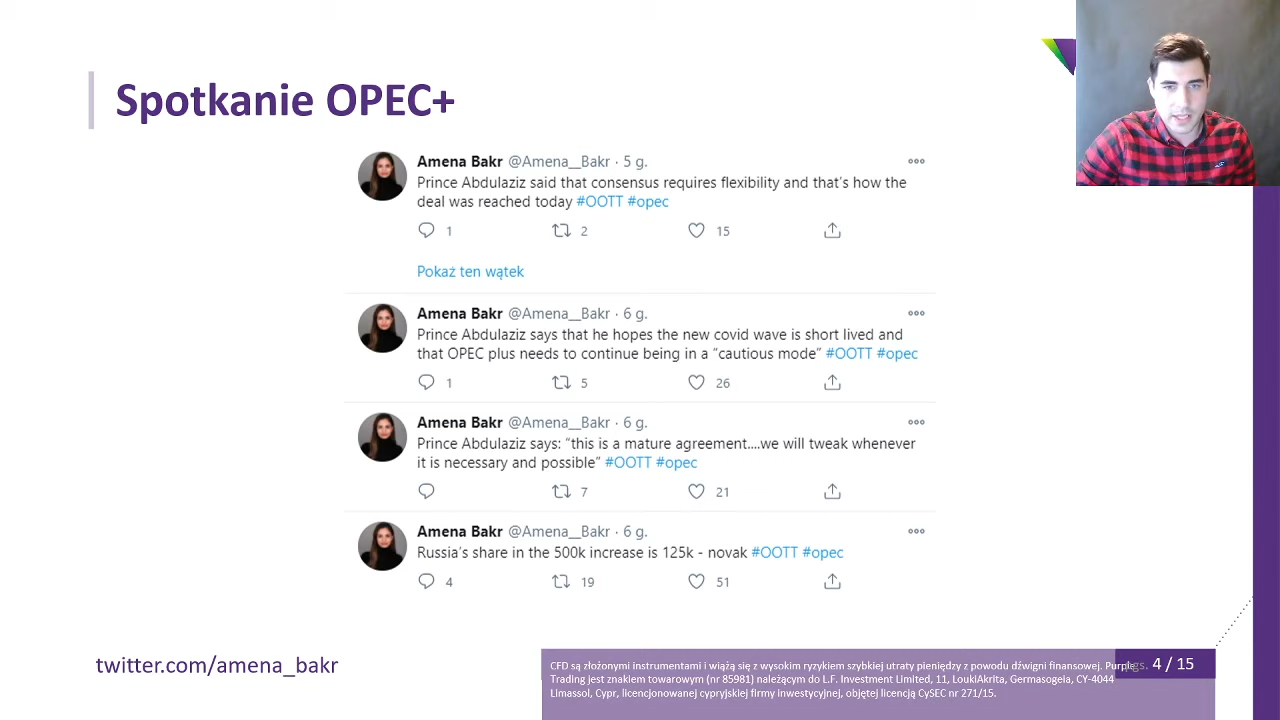 Spotkanie OPEC+
Amena Bakr @Amena__Bakr · 5 g.
Prince Abdulaziz said that consensus requires flexibility and that's how the
deal was reached today #OOTT #opec
1 2 15
Pokaż ten wątek
Amena Bakr @Amena__Bakr · 6 g.
Prince Abdulaziz says that he hopes the new covid wave is short lived and
that OPEC plus needs to continue being in a “cautious mode” #OOTT #opec
1 5 26
Amena Bakr @Amena__Bakr · 6 g.
Prince Abdulaziz says: “this is a mature agreement....we will tweak whenever
it is necessary and possible” #OOTT #opec
7 21
Amena Bakr @Amena__Bakr · 6 g.
Russia's share in the 500k increase is 125k - novak #OOTT #opec
4 19 51
twitter.com/amena_bakr
CFD są złożonymi instrumentami i wiążą się z wysokim ryzykiem szybkiej utraty pieniędzy z powodu dźwigni finansowej. Purple
Trading jest znakiem towarowym (nr 85981) należącym do L.F. Investment Limited, 11, LoukiAkrita, Germasogeia, CY-4044
Limassol, Cypr, licencjonowanej cypryjskiej firmy inwestycyjnej, objętej licencją CySEC nr 271/15.
pgs. 4 / 15